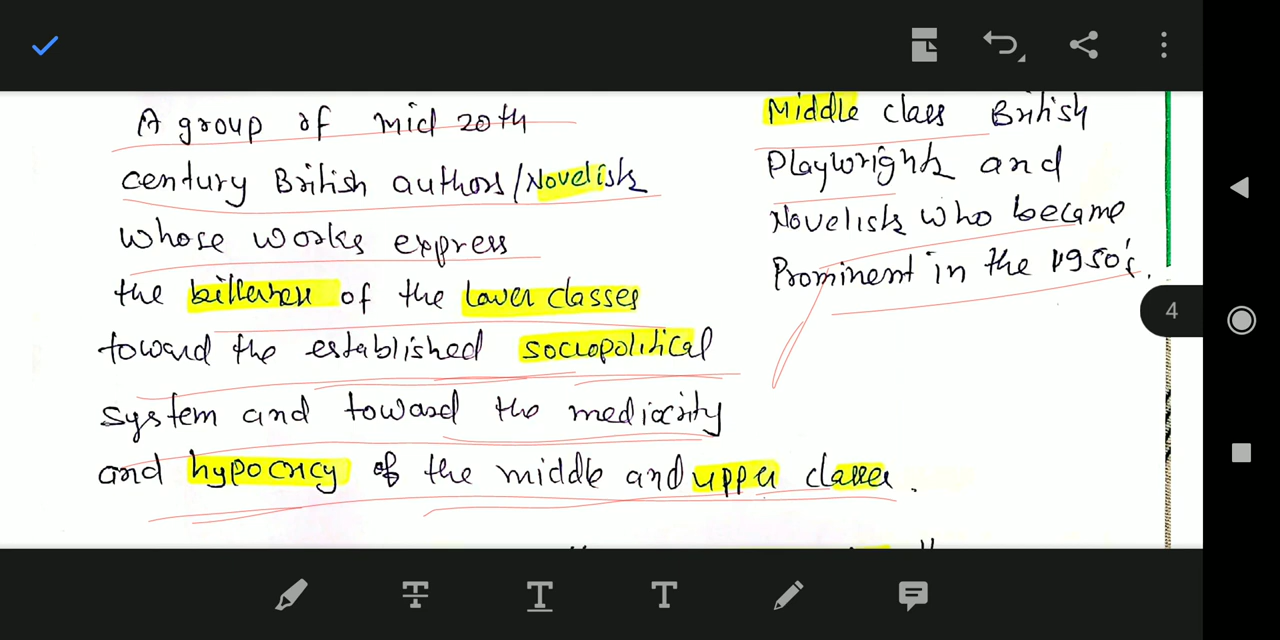 A group of mid 20th
century British authors/Novelists
whose works express
the bitterness of the Lower classes
toward the established sociopolitical
system and toward the mediocrity
and hypocricy of the middle and upper classes.
Middle class British
Playwrights and
Novelists who became
Prominent in the 1950's.
4